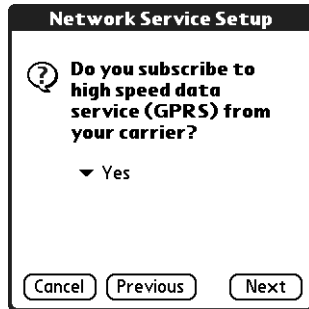 Network Service Setup
Do you subscribe to
high speed data
service (GPRS) from
your carrier?
Yes
Cancel Previous Next